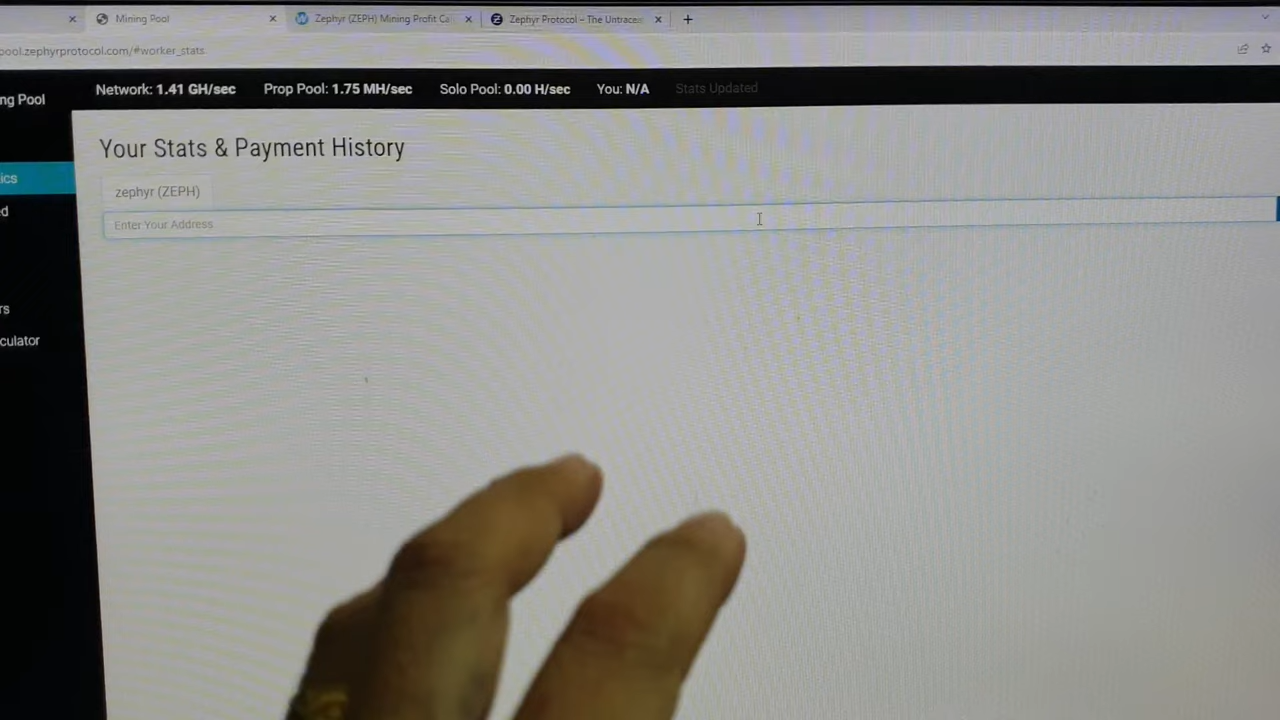 Mining Pool
Zephyr (ZEPH) Mining Profit Ca
Zephyr Protocol – The Untracea
pool.zephyrprotocol.com/#worker_stats
ng Pool
Network: 1.41 GH/sec
Prop Pool: 1.75 MH/sec
Solo Pool: 0.00 H/sec
You: N/A
Stats Updated
Your Stats & Payment History
ics
zephyr (ZEPH)
d
Enter Your Address
rs
culator